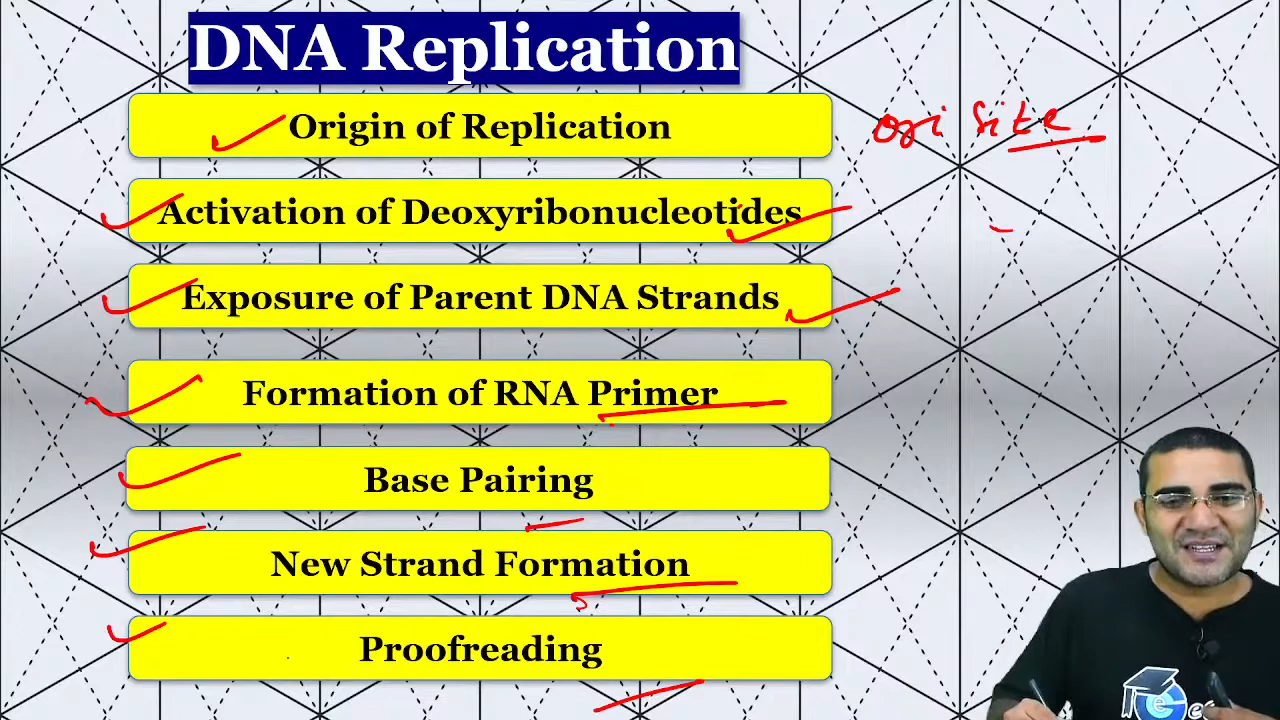 DNA Replication
Origin of Replication
ori site
Activation of Deoxyribonucleotides
Exposure of Parent DNA Strands
Formation of RNA Primer
Base Pairing
New Strand Formation
Proofreading